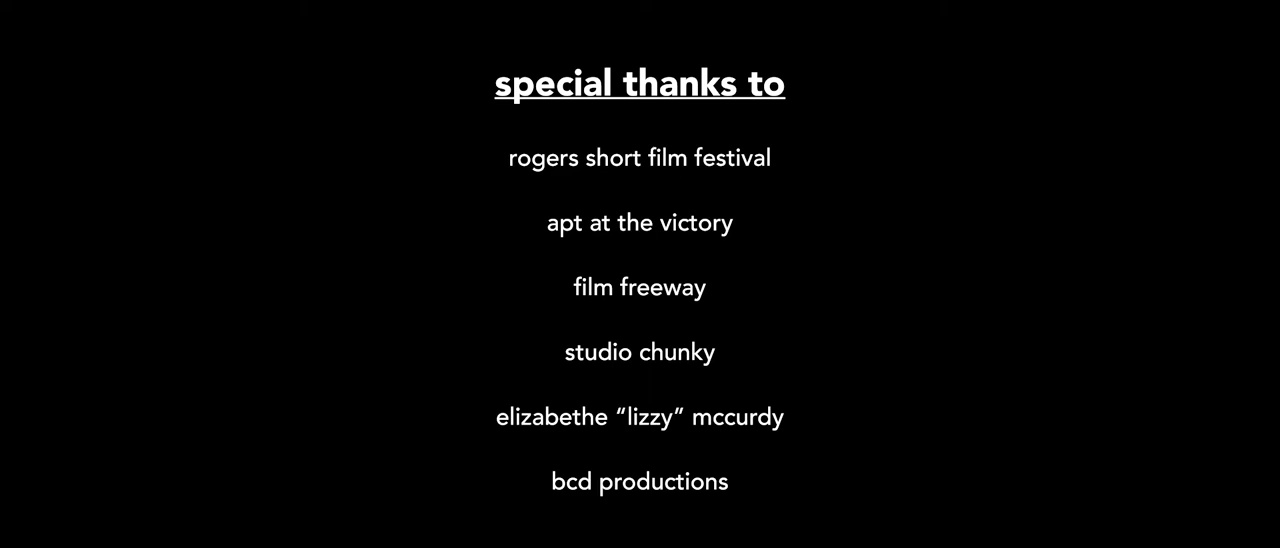 special thanks to
rogers short film festival
apt at the victory
film freeway
studio chunky
elizabethe “lizzy” mccurdy
bcd productions